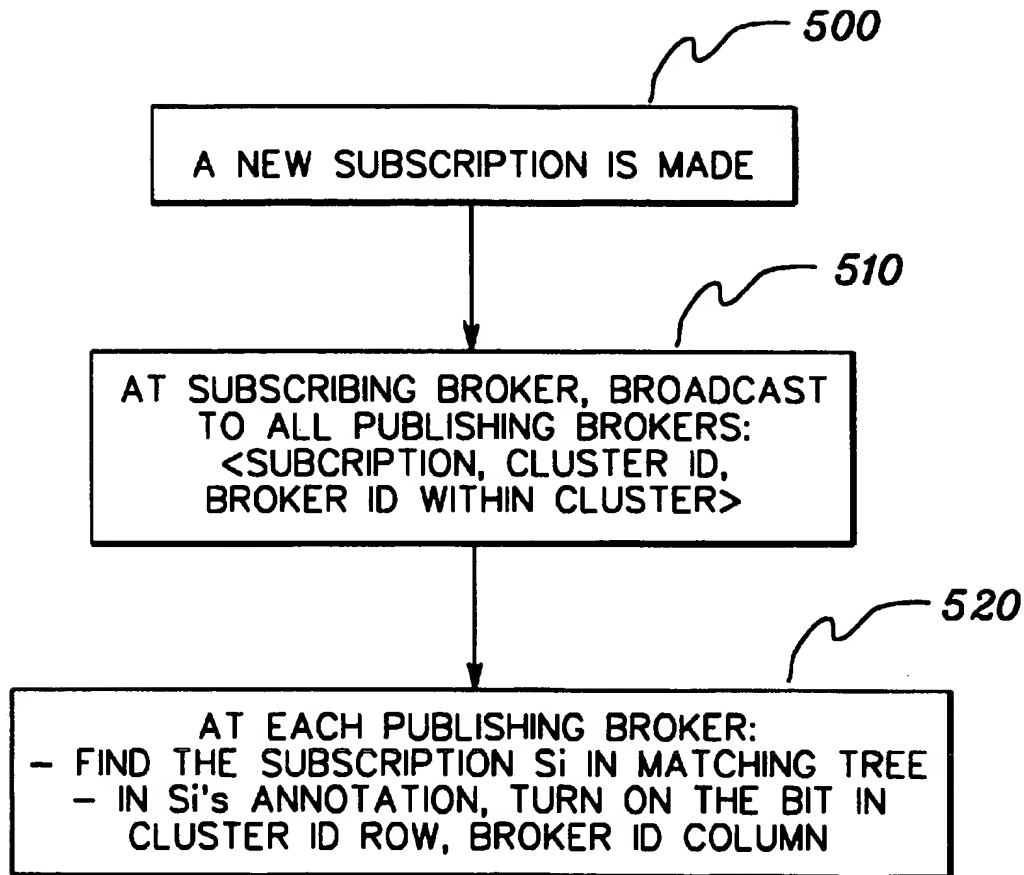 500
A NEW SUBSCRIPTION IS MADE
510
AT SUBSCRIBING BROKER, BROADCAST
TO ALL PUBLISHING BROKERS:
<SUBCRIPTION, CLUSTER ID,
BROKER ID WITHIN CLUSTER>
520
AT EACH PUBLISHING BROKER:
– FIND THE SUBSCRIPTION Si IN MATCHING TREE
– IN Si's ANNOTATION, TURN ON THE BIT IN
CLUSTER ID ROW, BROKER ID COLUMN